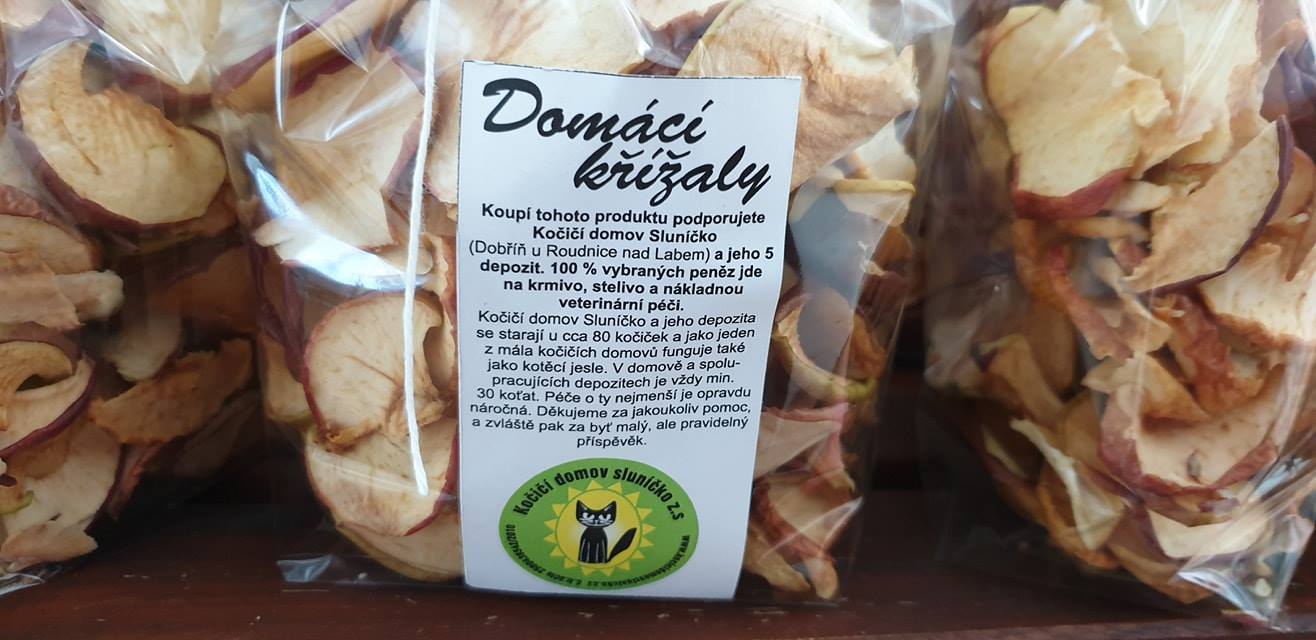 Domácí
křížaly
Koupí tohoto produktu podporujete
Kočičí domov Sluníčko
(Dobříň u Roudnice nad Labem) a jeho 5
depozit. 100 % vybraných peněz jde
na krmivo, stelivo a nákladnou
veterinární péči.
Kočičí domov Sluníčko a jeho depozita
se starají u cca 80 kočiček a jako jeden
z mála kočičích domovů funguje také
jako kotěcí jesle. V domově a spolu-
pracujících depozitech je vždy min.
30 koťat. Péče o ty nejmenší je opravdu
náročná. Děkujeme za jakoukoliv pomoc,
a zvláště pak za byť malý, ale pravidelný
příspěvěk.
Kočičí domov sluníčko z.s